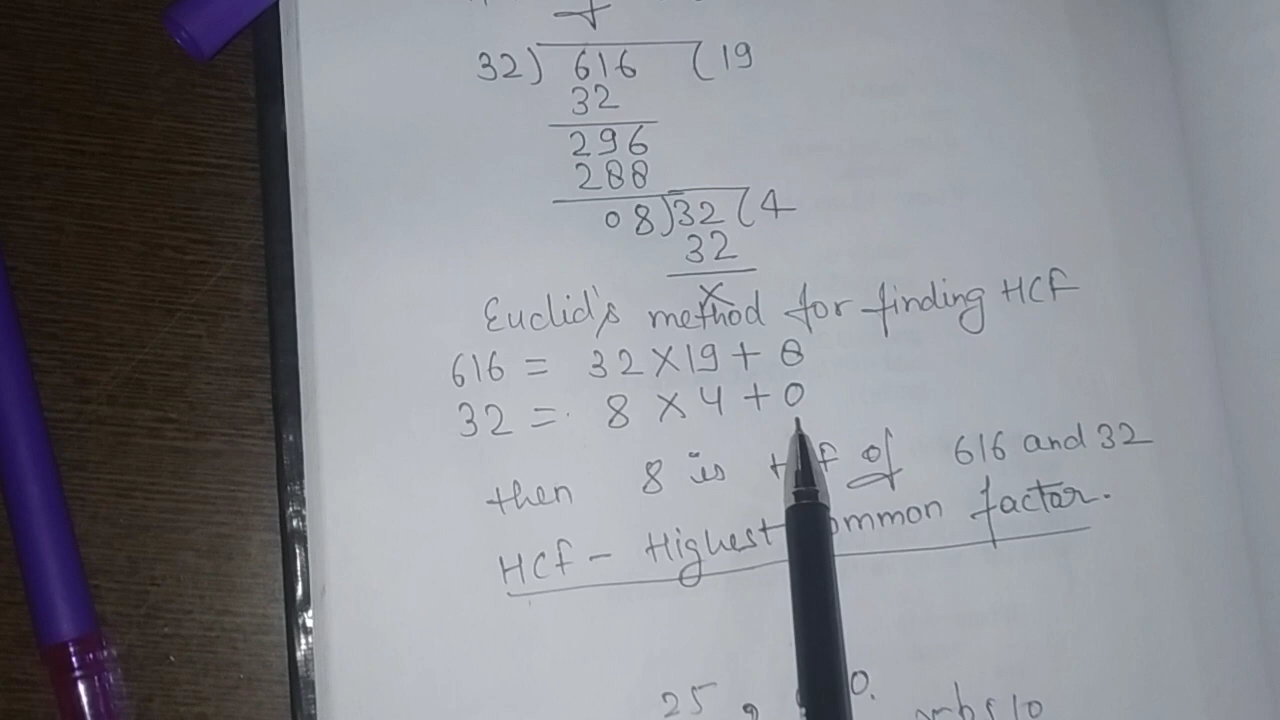 32) 616 (19
32
296
288
08)32(4
32
x
Euclid's method for finding HCF
616 = 32 x 19 + 8
32 = 8 x 4 + 0
then 8 is of 616 and 32
HCf - Highest factor.
25